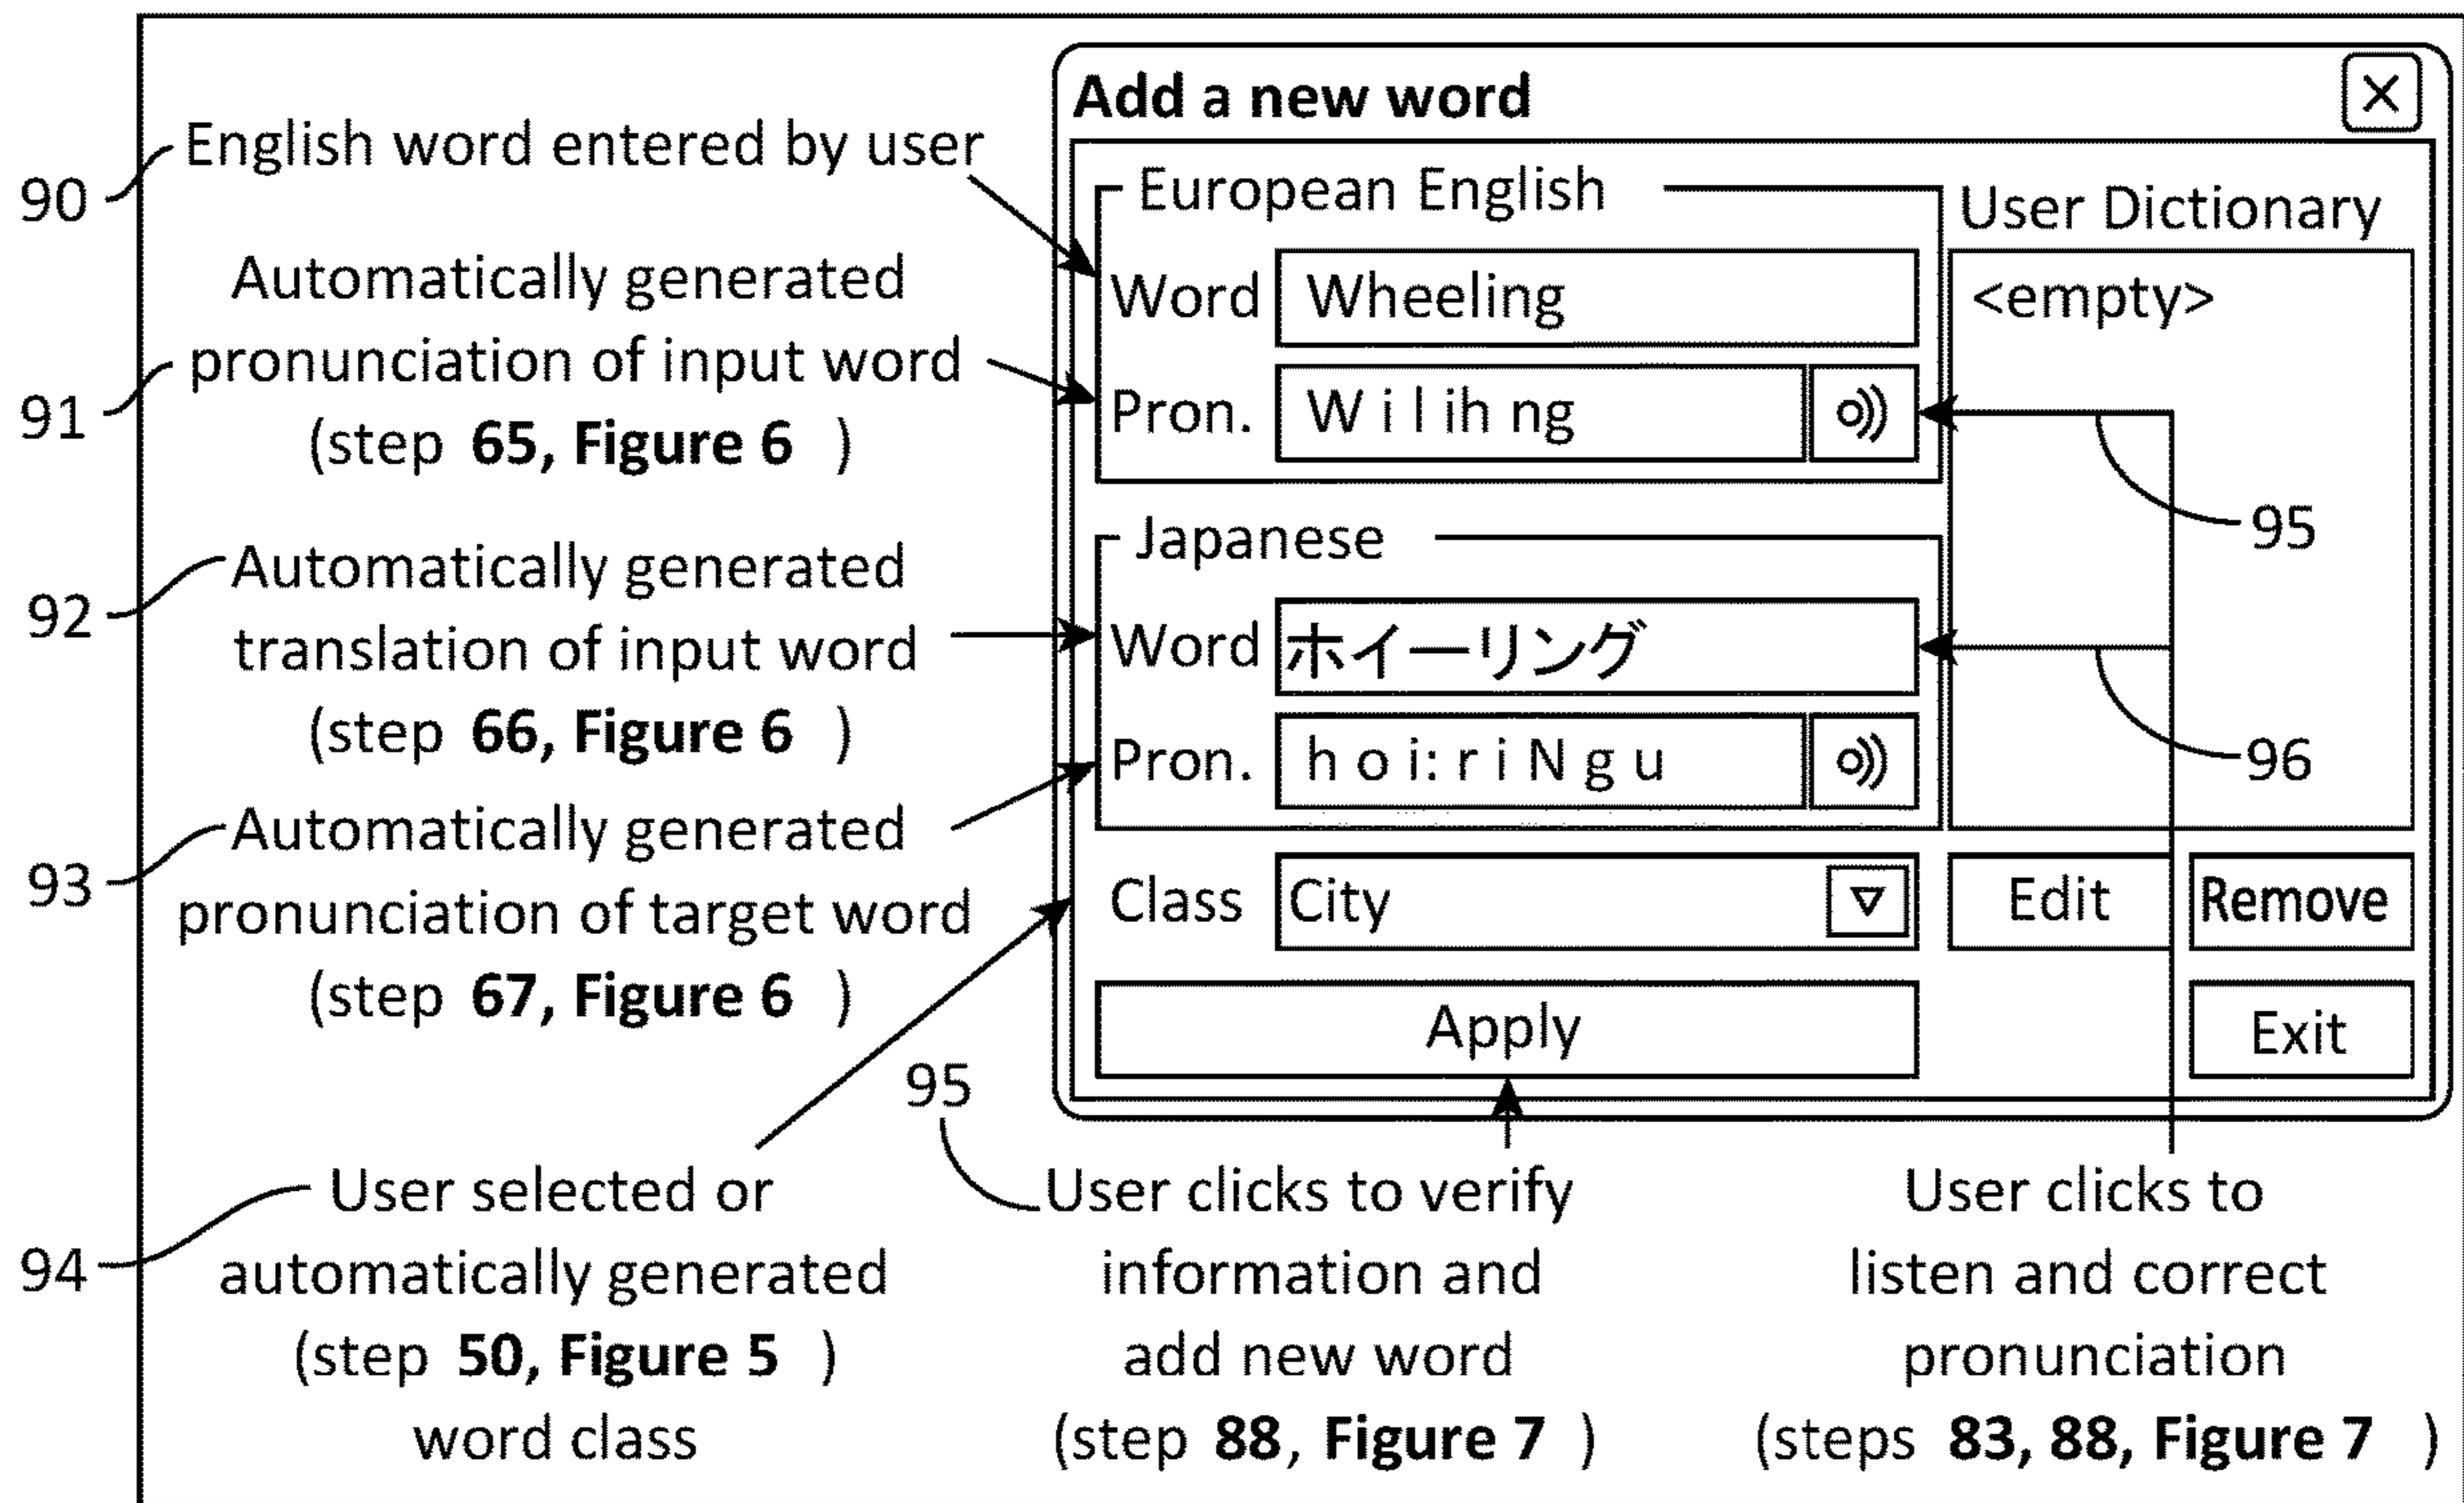 90
English word entered by user
91
Automatically generated
pronunciation of input word
(step 65, Figure 6 )
92
Automatically generated
translation of input word
(step 66, Figure 6 )
93
Automatically generated
pronunciation of target word
(step 67, Figure 6 )
94
User selected or
automatically generated
(step 50, Figure 5 )
word class
Add a new word
European English
Word Wheeling
Pron. W i l ih ng
Japanese
Word ホイーリング
Pron. h o i: r i N g u
Class City
Apply
User Dictionary
<empty>
95
96
Edit Remove
Exit
95
User clicks to verify
information and
add new word
(step 88, Figure 7 )
User clicks to
listen and correct
pronunciation
(steps 83, 88, Figure 7 )